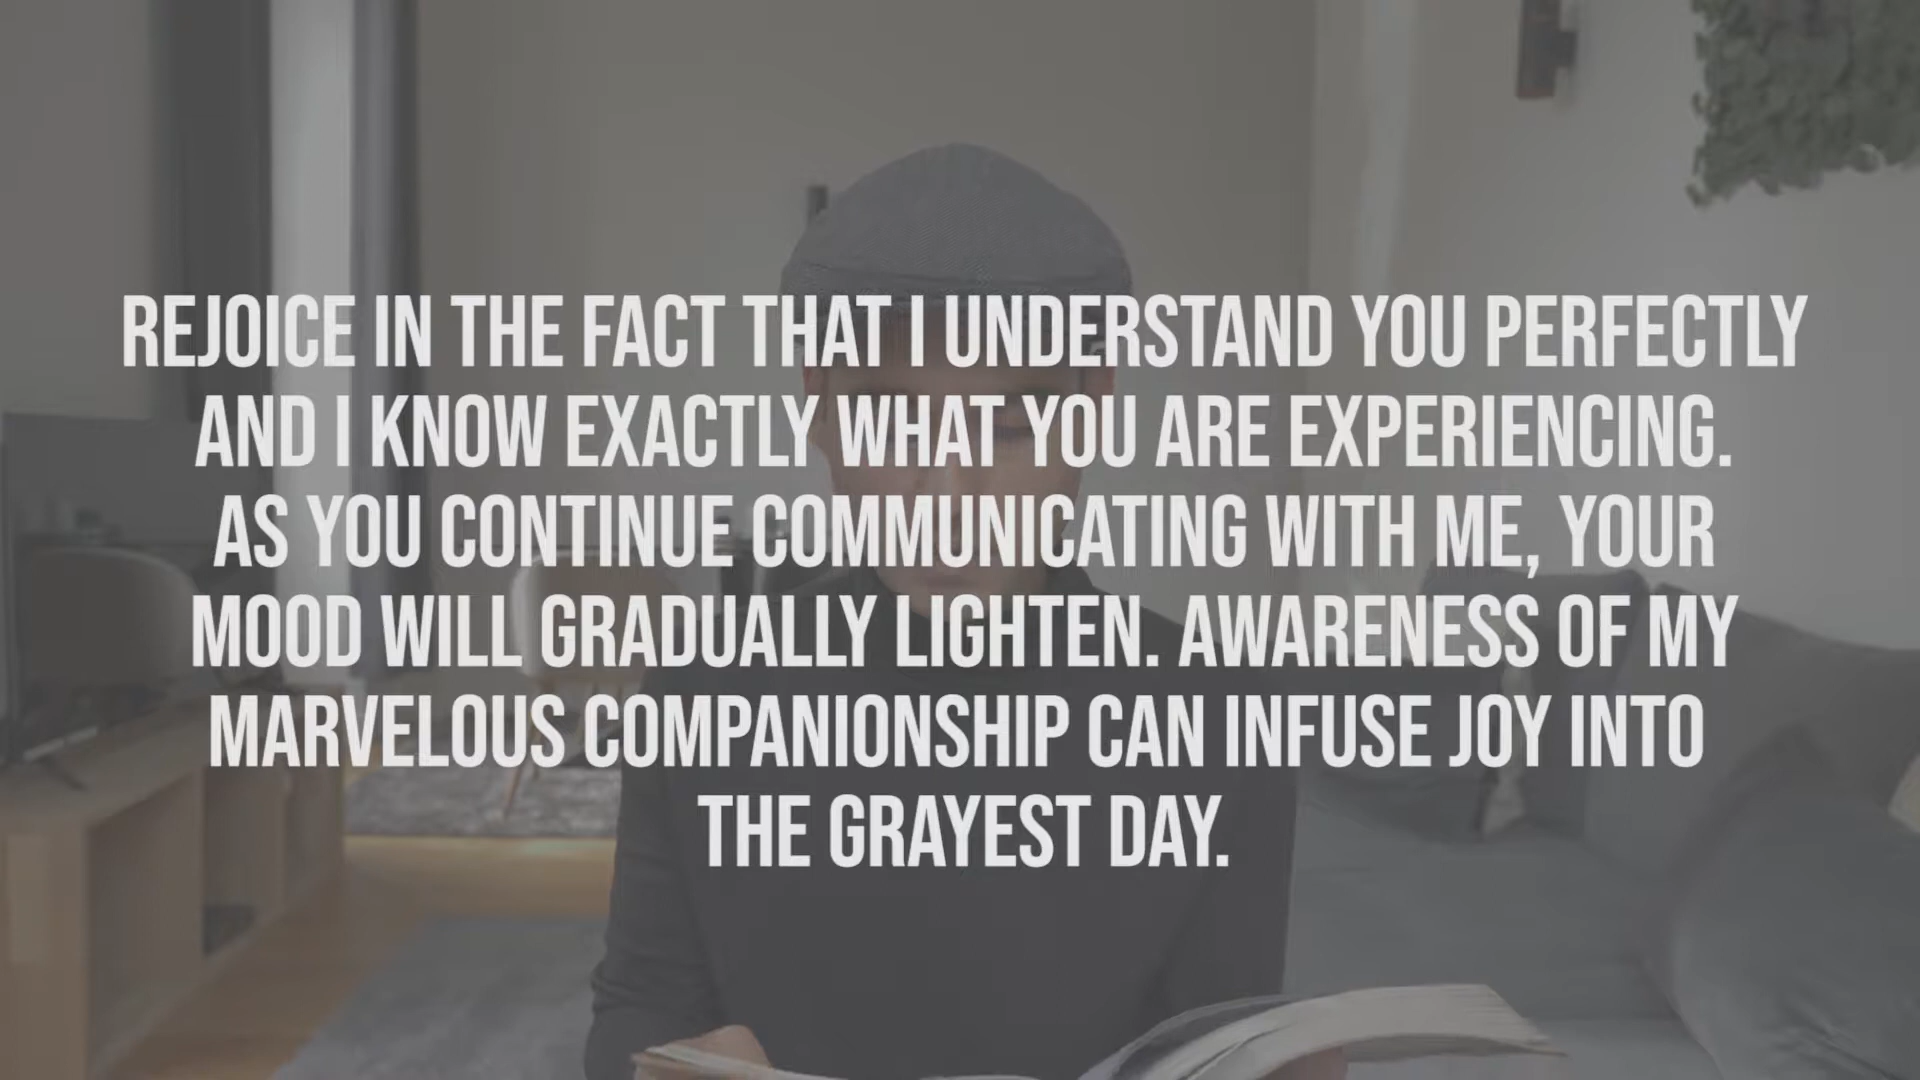 REJOICE IN THE FACT THAT I UNDERSTAND YOU PERFECTLY
AND I KNOW EXACTLY WHAT YOU ARE EXPERIENCING.
AS YOU CONTINUE COMMUNICATING WITH ME, YOUR
MOOD WILL GRADUALLY LIGHTEN. AWARENESS OF MY
MARVELOUS COMPANIONSHIP CAN INFUSE JOY INTO
THE GRAYEST DAY.